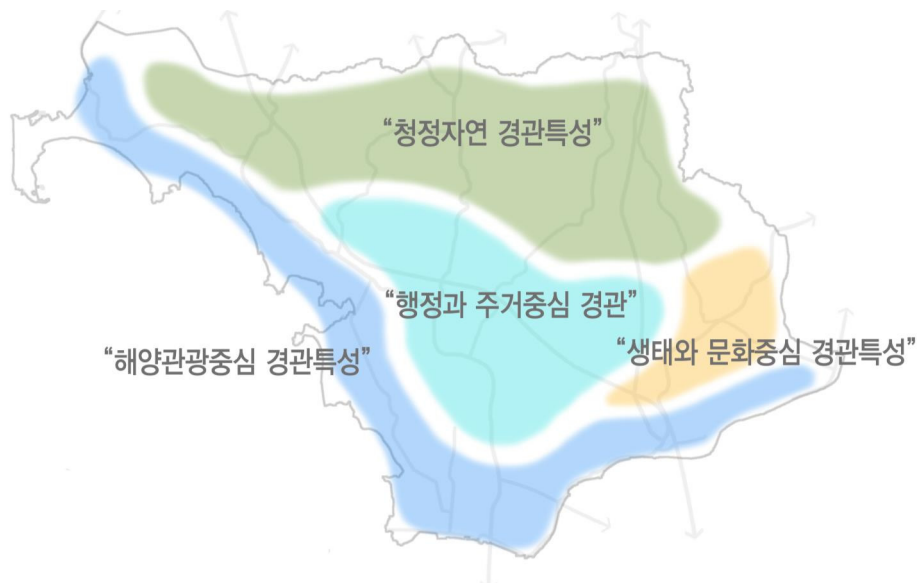 “청정자연 경관특성”
“행정과 주거중심 경관”
“생태와 문화중심 경관특성”
“해양관광중심 경관특성”